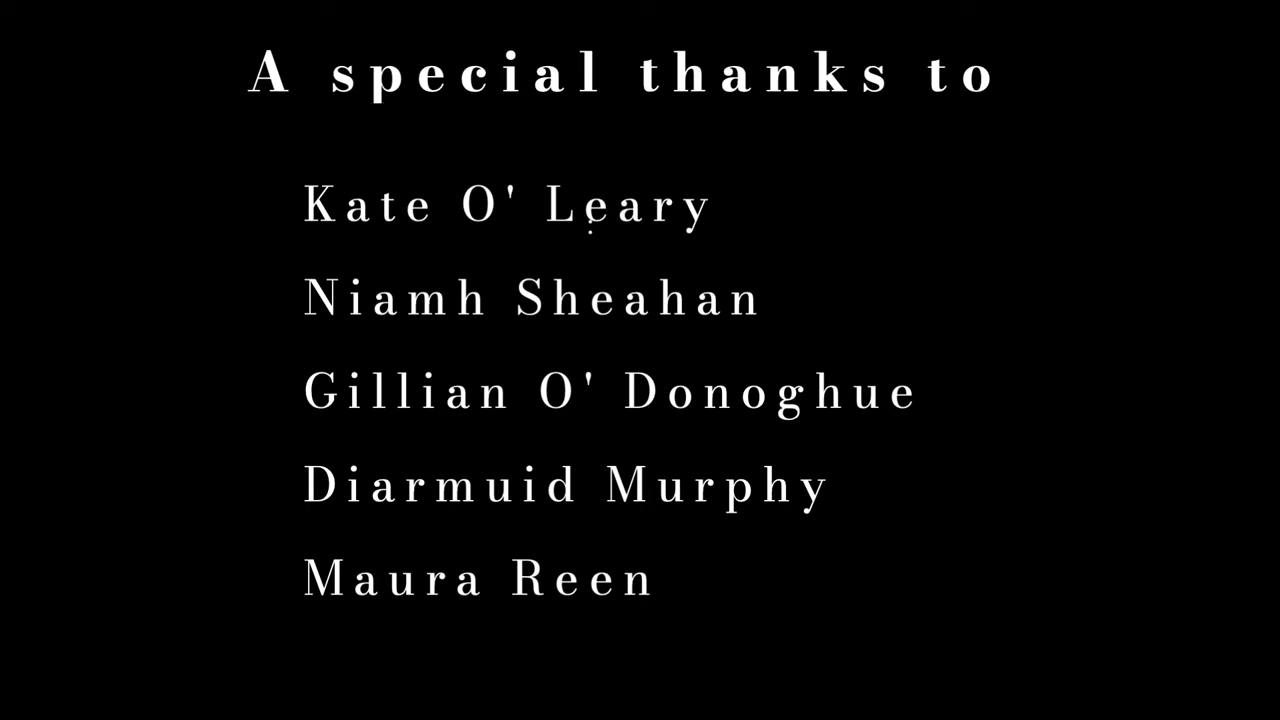 A special thanks to
Kate O' Leary
Niamh Sheahan
Gillian O' Donoghue
Diarmuid Murphy
Maura Reen